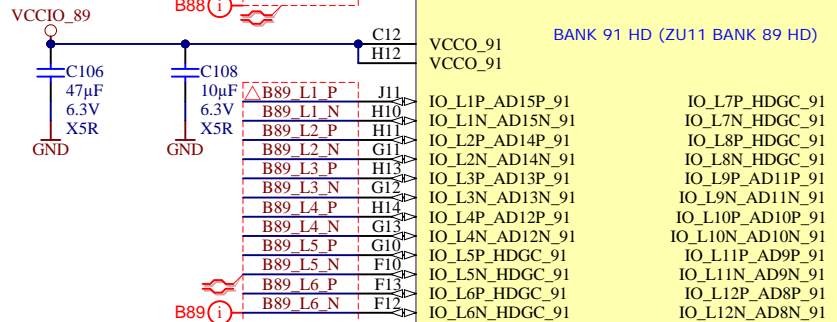 B88 i
VCCIO_89
C12 VCCO_91 BANK 91 HD (ZU11 BANK 89 HD)
H12 VCCO_91
C106 C108
47µF 10µF
6.3V 6.3V
X5R X5R
GND GND
B89_L1_P J11 IO_L1P_AD15P_91 IO_L7P_HDGC_91
B89_L1_N H10 IO_L1N_AD15N_91 IO_L7N_HDGC_91
B89_L2_P H11 IO_L2P_AD14P_91 IO_L8P_HDGC_91
B89_L2_N G11 IO_L2N_AD14N_91 IO_L8N_HDGC_91
B89_L3_P H13 IO_L3P_AD13P_91 IO_L9P_AD11P_91
B89_L3_N G12 IO_L3N_AD13N_91 IO_L9N_AD11N_91
B89_L4_P H14 IO_L4P_AD12P_91 IO_L10P_AD10P_91
B89_L4_N G13 IO_L4N_AD12N_91 IO_L10N_AD10N_91
B89_L5_P G10 IO_L5P_HDGC_91 IO_L11P_AD9P_91
B89_L5_N F10 IO_L5N_HDGC_91 IO_L11N_AD9N_91
B89_L6_P F13 IO_L6P_HDGC_91 IO_L12P_AD8P_91
B89 i B89_L6_N F12 IO_L6N_HDGC_91 IO_L12N_AD8N_91